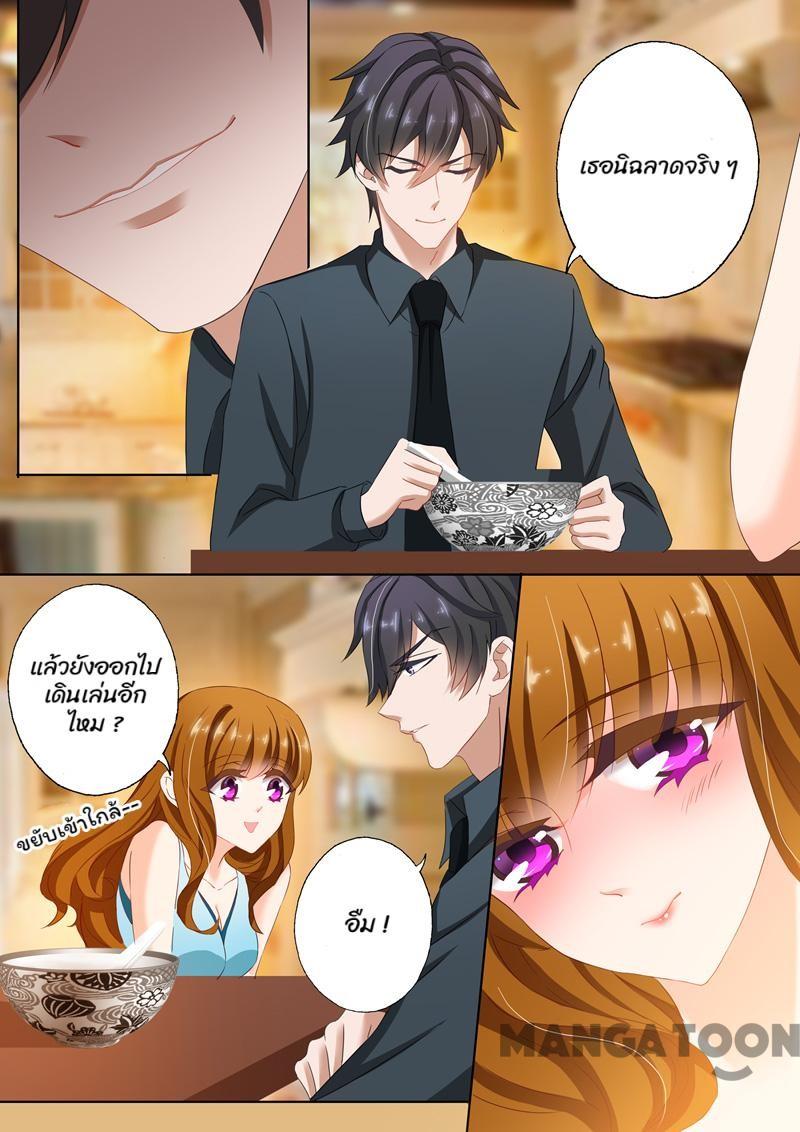 เธอนิฉลาดจริง ๆ
แล้วยังออกไป
เดินเล่นอีก
ไหม ?
ขยับเข้าใกล้--
อืม !
MANGATOON